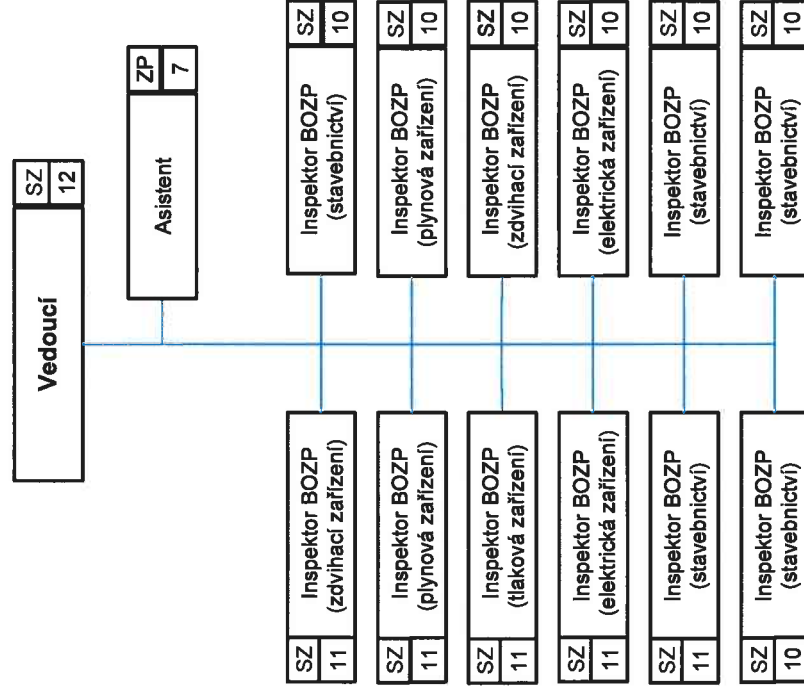 Vedoucí
SZ
12
Asistent
ZP
7
SZ
11
Inspektor BOZP
(zdvihací zařízení)
Inspektor BOZP
(stavebnictví)
SZ
10
SZ
11
Inspektor BOZP
(plynová zařízení)
Inspektor BOZP
(plynová zařízení)
SZ
10
SZ
11
Inspektor BOZP
(tlaková zařízení)
Inspektor BOZP
(zdvihací zařízení)
SZ
10
SZ
11
Inspektor BOZP
(elektrická zařízení)
Inspektor BOZP
(elektrická zařízení)
SZ
10
SZ
11
Inspektor BOZP
(stavebnictví)
Inspektor BOZP
(stavebnictví)
SZ
10
SZ
10
Inspektor BOZP
(stavebnictví)
Inspektor BOZP
(stavebnictví)
SZ
10